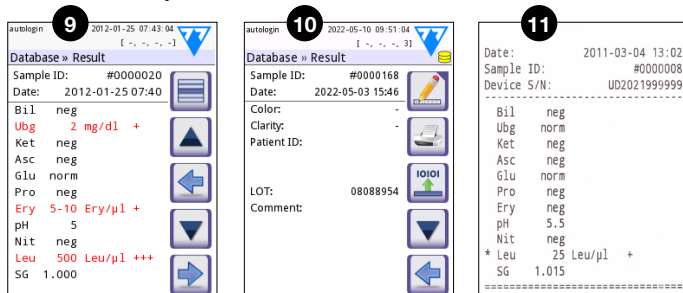 9
autologin 2012-01-25 07:43:04
[ -, -, -, -]
Database » Result
Sample ID: #0000020
Date: 2012-01-25 07:40
Bil neg
Ubg 2 mg/dl +
Ket neg
Asc neg
Glu norm
Pro neg
Ery 5-10 Ery/µl +
pH 5
Nit neg
Leu 500 Leu/µl +++
SG 1.000
10
autologin 2022-05-10 09:51:04
[ -, -, -, 3]
Database » Result
Sample ID: #0000168
Date: 2022-05-03 15:46
Color: -
Clarity: -
Patient ID:
IOIOI
LOT: 08088954
Comment:
11
Date: 2011-03-04 13:02
Sample ID: #0000008
Device S/N: UD2021999999
Bil neg
Ubg norm
Ket neg
Asc neg
Glu norm
Pro neg
Ery neg
pH 5.5
Nit neg
* Leu 25 Leu/µl +
SG 1.015